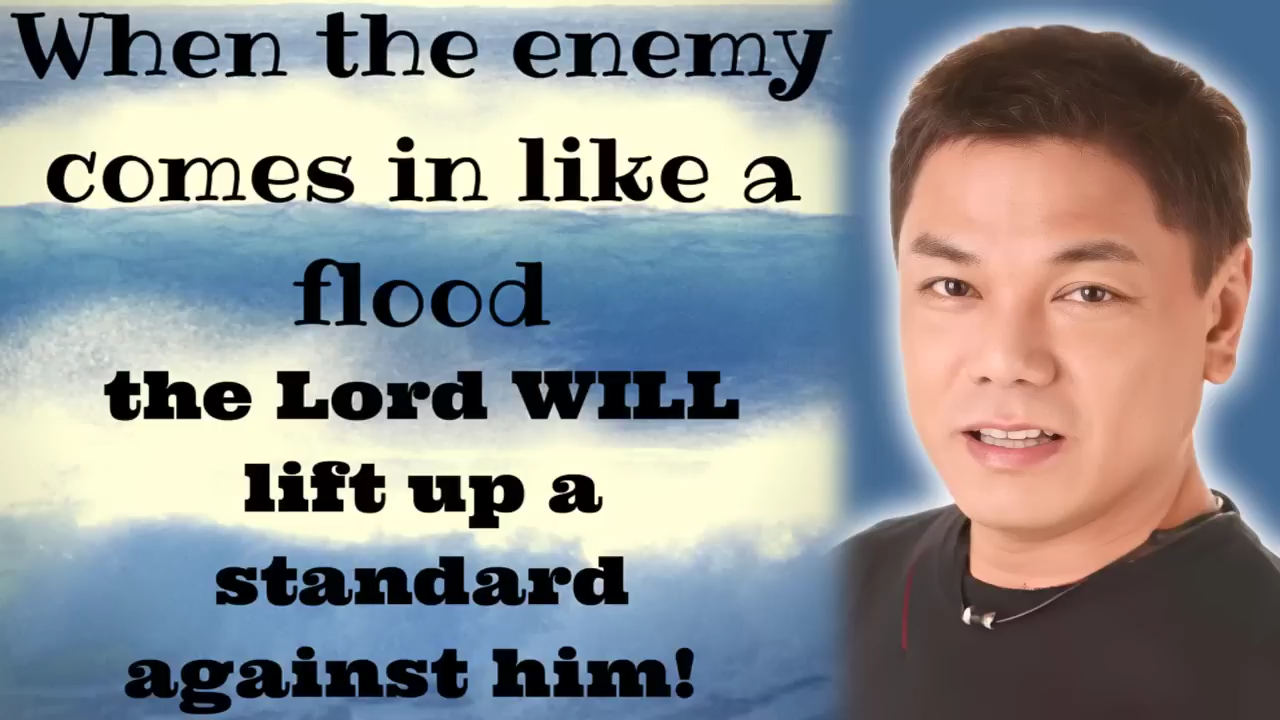 When the enemy
comes in like a
flood
the Lord WILL
lift up a
standard
against him!